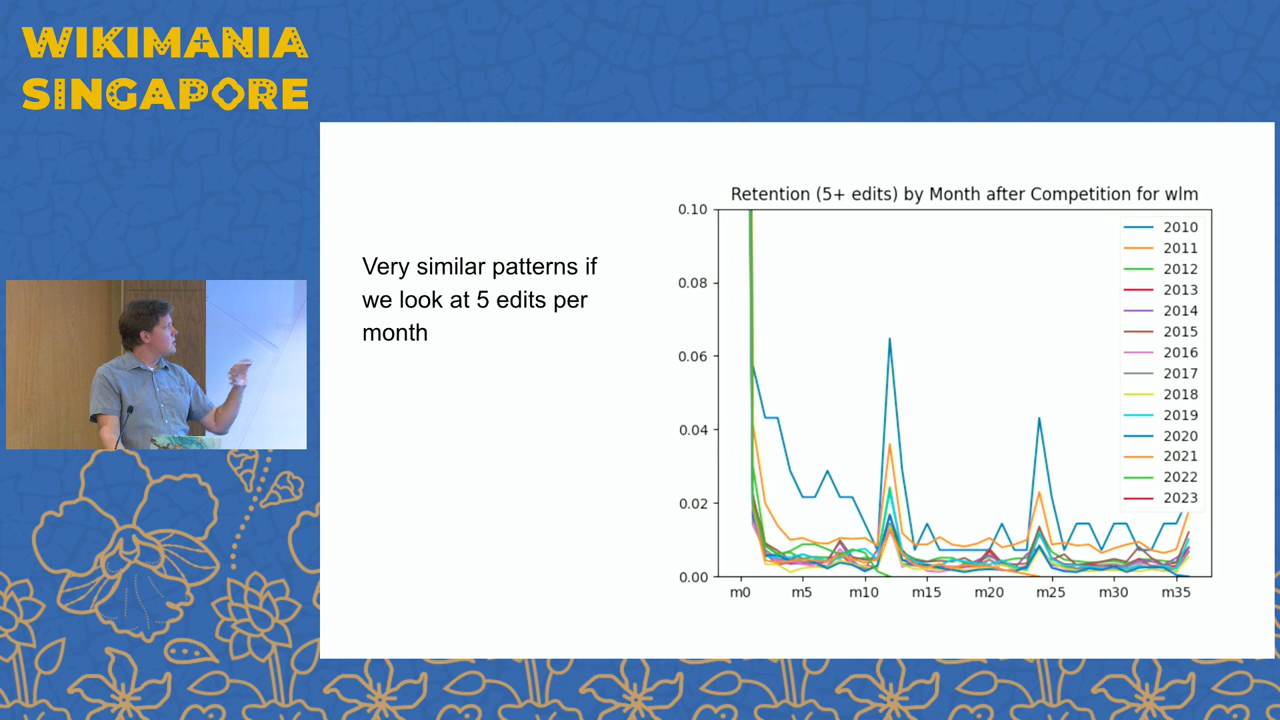 WIKIMANIA
SINGAPORE
Very similar patterns if
we look at 5 edits per
month
Retention (5+ edits) by Month after Competition for wlm
0.10
0.08
0.06
0.04
0.02
0.00
m0 m5 m10 m15 m20 m25 m30 m35
2010
2011
2012
2013
2014
2015
2016
2017
2018
2019
2020
2021
2022
2023